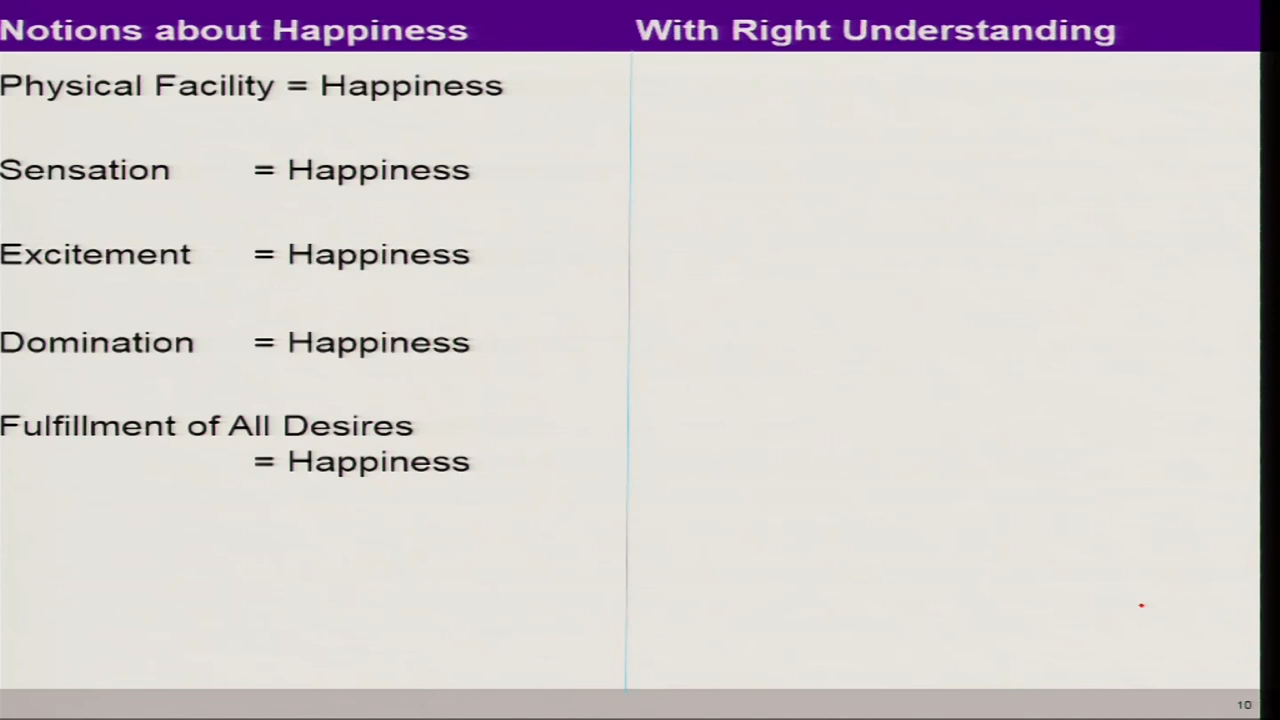 Notions about Happiness
With Right Understanding
Physical Facility = Happiness
Sensation = Happiness
Excitement = Happiness
Domination = Happiness
Fulfillment of All Desires
= Happiness
10